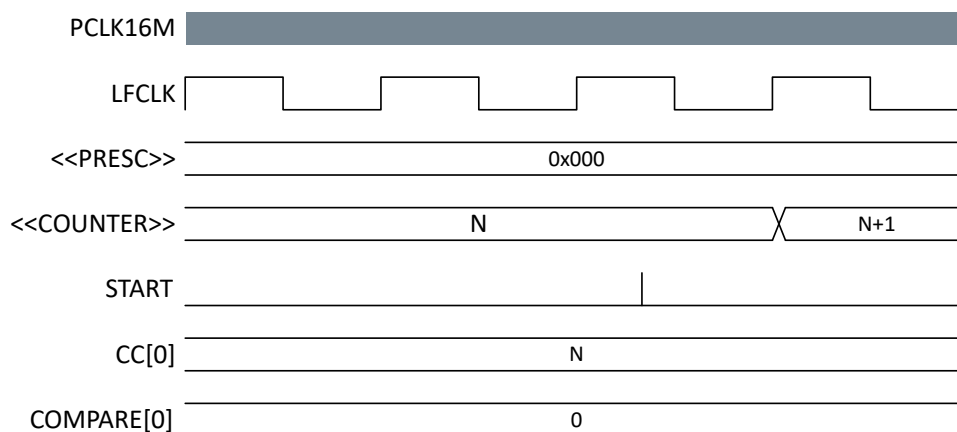 PCLK16M
LFCLK
<<PRESC>> 0x000
<<COUNTER>> N N+1
START
CC[0] N
COMPARE[0] 0